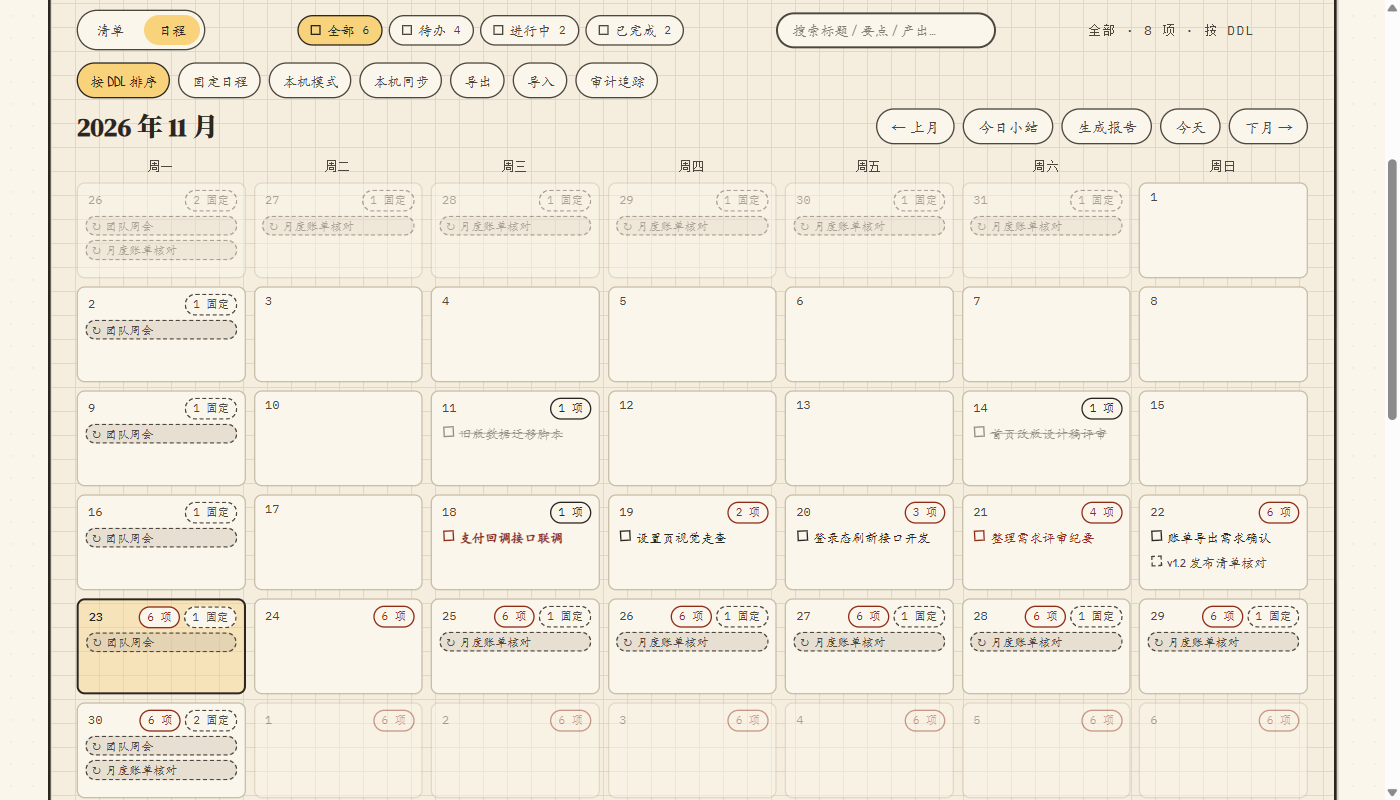 清单 日程 全部 6 待办 4 进行中 2 已完成 2 搜索标题/要点/产出… 全部 · 8 项 · 按 DDL
按 DDL 排序 固定日程 本机模式 本机同步 导出 导入 审计追踪
2026 年 11 月 ← 上月 今日小结 生成报告 今天 下月 →
周一 周二 周三 周四 周五 周六 周日
26 2 固定 27 1 固定 28 1 固定 29 1 固定 30 1 固定 31 1 固定 1
↻ 团队周会 ↻ 月度账单核对 ↻ 月度账单核对 ↻ 月度账单核对 ↻ 月度账单核对 ↻ 月度账单核对
↻ 月度账单核对
2 1 固定 3 4 5 6 7 8
↻ 团队周会
9 1 固定 10 11 1 项 12 13 14 1 项 15
↻ 团队周会 旧版数据迁移脚本 首页改版设计稿评审
16 1 固定 17 18 1 项 19 2 项 20 3 项 21 4 项 22 6 项
↻ 团队周会 支付回调接口联调 设置页视觉走查 登录态刷新接口开发 整理需求评审纪要 账单导出需求确认
v1.2 发布清单核对
23 6 项 1 固定 24 6 项 25 6 项 1 固定 26 6 项 1 固定 27 6 项 1 固定 28 6 项 1 固定 29 6 项 1 固定
↻ 团队周会 ↻ 月度账单核对 ↻ 月度账单核对 ↻ 月度账单核对 ↻ 月度账单核对 ↻ 月度账单核对
30 6 项 2 固定 1 6 项 2 6 项 3 6 项 4 6 项 5 6 项 6 6 项
↻ 团队周会
↻ 月度账单核对